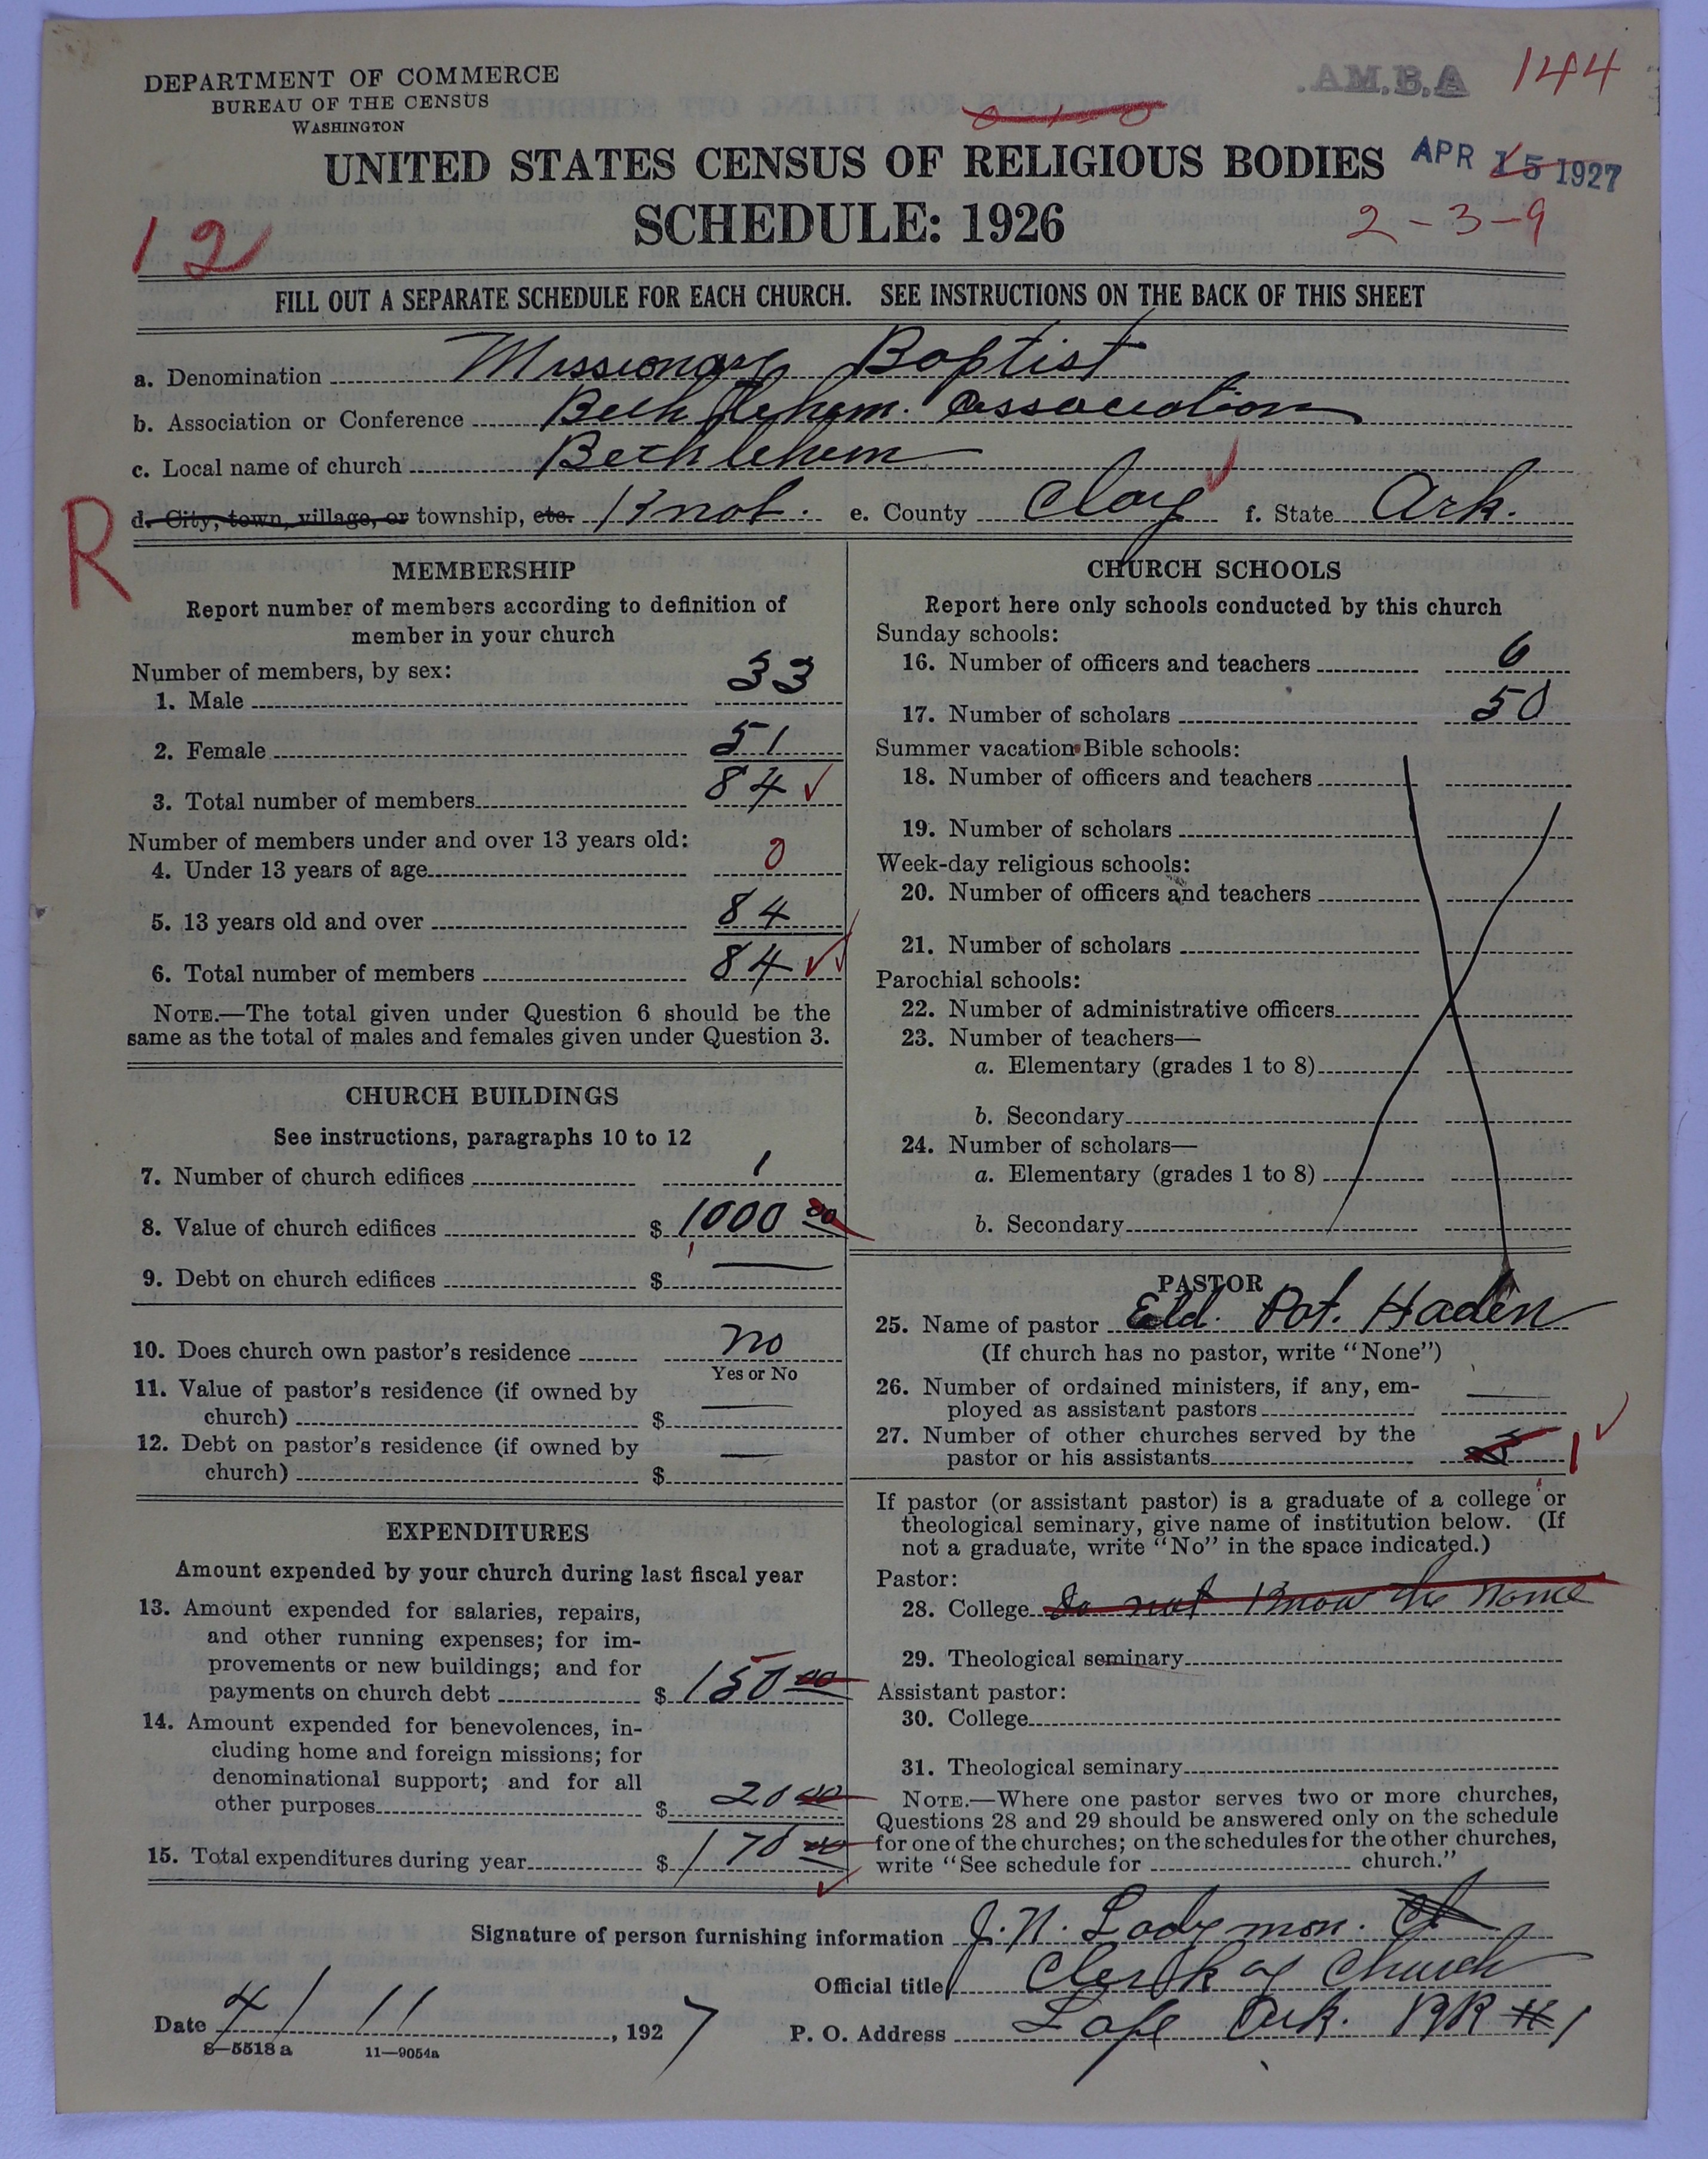 DEPARTMENT OF COMMERCE
BUREAU OF THE CENSUS
WASHINGTON
A.B.M.A.
144
UNITED STATES CENSUS OF RELIGIOUS BODIES
APR 15 1927
SCHEDULE: 1926
2-3-9
12
FILL OUT A SEPARATE SCHEDULE FOR EACH CHURCH. SEE INSTRUCTIONS ON THE BACK OF THIS SHEET
a. Denomination Missionary Baptist
b. Association or Conference Bethlehem. Association
c. Local name of church Bethlehem
R
d. City, town, village, or township, etc. Knob. e. County Clay f. State Ark.
MEMBERSHIP
Report number of members according to definition of
member in your church
Number of members, by sex:
1. Male 33
2. Female 51
3. Total number of members 84
Number of members under and over 13 years old:
4. Under 13 years of age 0
5. 13 years old and over 84
6. Total number of members 84
NOTE.—The total given under Question 6 should be the
same as the total of males and females given under Question 3.
CHURCH BUILDINGS
See instructions, paragraphs 10 to 12
7. Number of church edifices 1
8. Value of church edifices $ 1000 00
9. Debt on church edifices $
10. Does church own pastor's residence no
Yes or No
11. Value of pastor's residence (if owned by
church) $
12. Debt on pastor's residence (if owned by
church) $
EXPENDITURES
Amount expended by your church during last fiscal year
13. Amount expended for salaries, repairs,
and other running expenses; for im-
provements or new buildings; and for
payments on church debt $ 150 00
14. Amount expended for benevolences, in-
cluding home and foreign missions; for
denominational support; and for all
other purposes $ 20 00
15. Total expenditures during year $ 170 00
CHURCH SCHOOLS
Report here only schools conducted by this church
Sunday schools:
16. Number of officers and teachers 6
17. Number of scholars 50
Summer vacation Bible schools:
18. Number of officers and teachers
19. Number of scholars
Week-day religious schools:
20. Number of officers and teachers
21. Number of scholars
Parochial schools:
22. Number of administrative officers
23. Number of teachers—
a. Elementary (grades 1 to 8)
b. Secondary
24. Number of scholars—
a. Elementary (grades 1 to 8)
b. Secondary
PASTOR
25. Name of pastor Eld. Pat. Haden
(If church has no pastor, write "None")
26. Number of ordained ministers, if any, em-
ployed as assistant pastors
27. Number of other churches served by the
pastor or his assistants 1
If pastor (or assistant pastor) is a graduate of a college or
theological seminary, give name of institution below. (If
not a graduate, write "No" in the space indicated.)
Pastor:
28. College Do not Know the name
29. Theological seminary
Assistant pastor:
30. College
31. Theological seminary
NOTE.—Where one pastor serves two or more churches,
Questions 28 and 29 should be answered only on the schedule
for one of the churches; on the schedules for the other churches,
write "See schedule for church."
Signature of person furnishing information J. N. Ladymon.
Official title Clerk of Church
Date 4/11, 1927 P. O. Address Lafe Ark. RR #1
8—5518 a 11—9054a